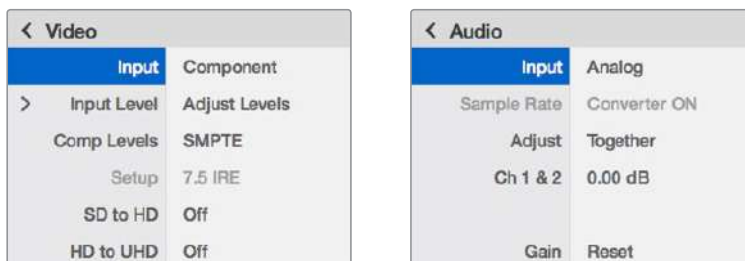 < Video
Input Component
> Input Level Adjust Levels
Comp Levels SMPTE
Setup 7.5 IRE
SD to HD Off
HD to UHD Off
< Audio
Input Analog
Sample Rate Converter ON
Adjust Together
Ch 1 & 2 0.00 dB
Gain Reset